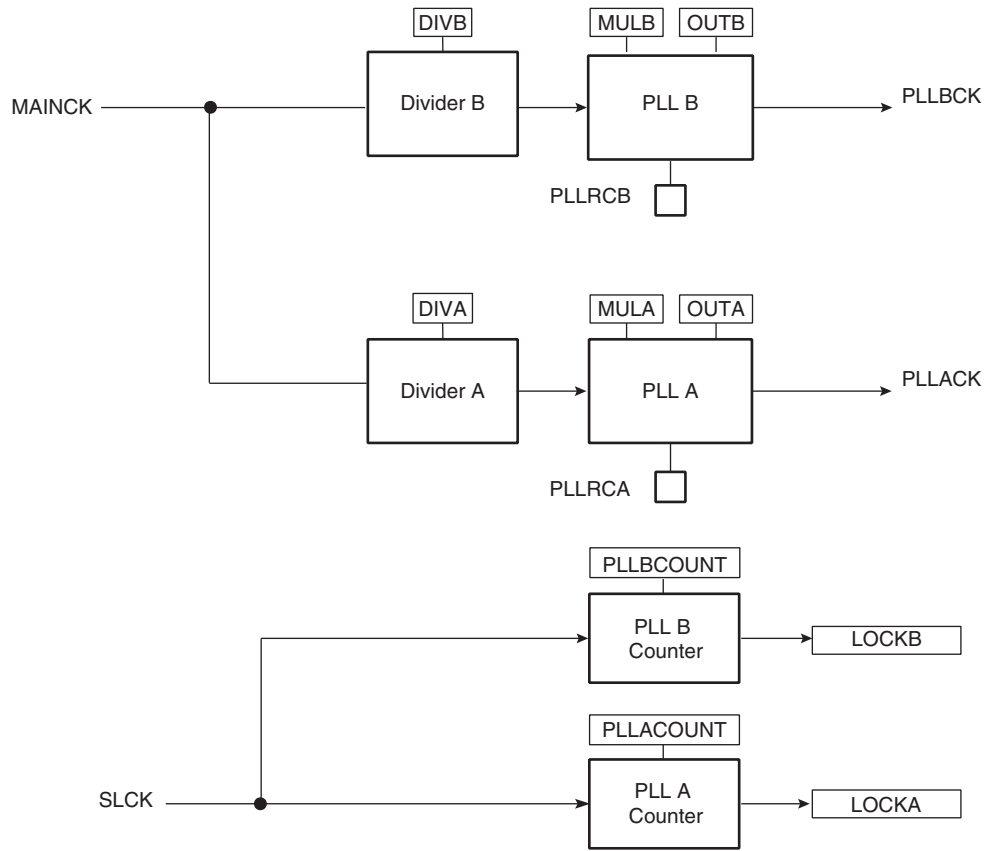 DIVB
MULB
OUTB
MAINCK
Divider B
PLL B
PLLBCK
PLLRCB
DIVA
MULA
OUTA
Divider A
PLL A
PLLACK
PLLRCA
PLLBCOUNT
PLL B
Counter
LOCKB
PLLACOUNT
SLCK
PLL A
Counter
LOCKA